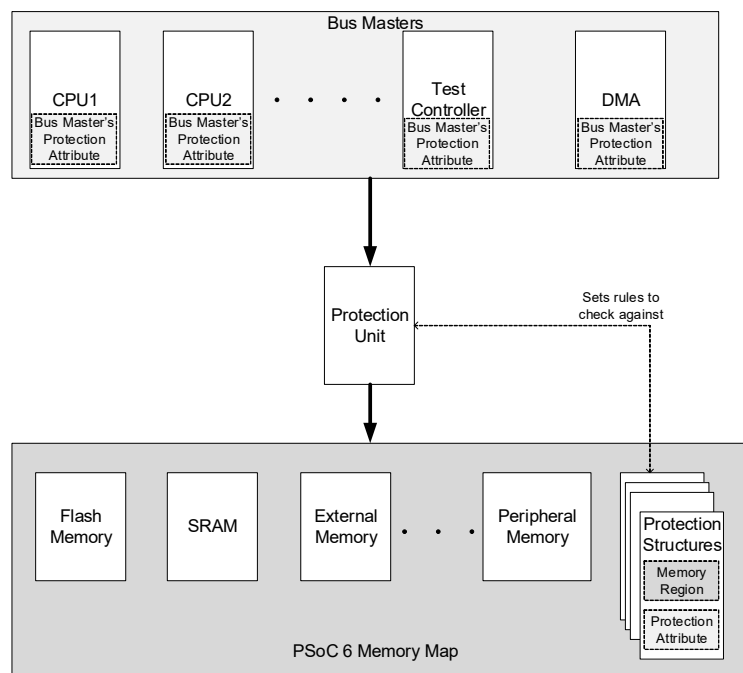 Bus Masters
CPU1
Bus Master's
Protection
Attribute
CPU2
Bus Master's
Protection
Attribute
Test
Controller
Bus Master's
Protection
Attribute
DMA
Bus Master's
Protection
Attribute
Protection
Unit
Sets rules to
check against
Flash
Memory
SRAM
External
Memory
Peripheral
Memory
Protection
Structures
Memory
Region
Protection
Attribute
PSoC 6 Memory Map